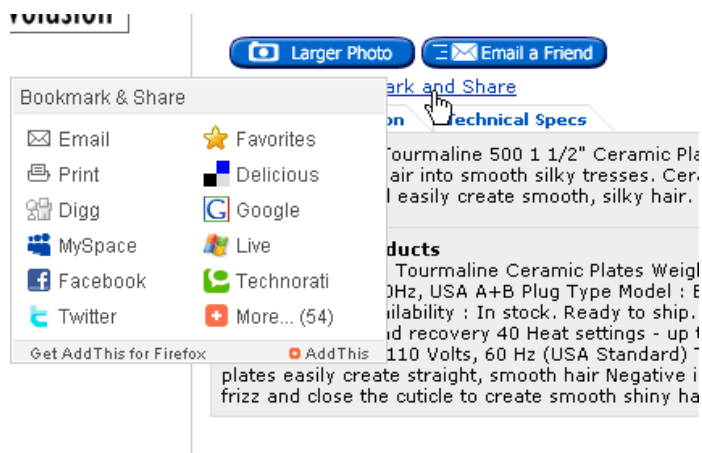 Larger Photo
Email a Friend
ark and Share
Bookmark & Share
Email
Favorites
Print
Delicious
Digg
Google
MySpace
Live
Facebook
Technorati
Twitter
More... (54)
Get AddThis for Firefox
AddThis
on
Technical Specs
Tourmaline 500 1 1/2" Ceramic Pla
air into smooth silky tresses. Cer
l easily create smooth, silky hair.
ducts
Tourmaline Ceramic Plates Weig
0Hz, USA A+B Plug Type Model : E
ilability : In stock. Ready to ship.
d recovery 40 Heat settings - up t
110 Volts, 60 Hz (USA Standard) T
plates easily create straight, smooth hair Negative i
frizz and close the cuticle to create smooth shiny ha